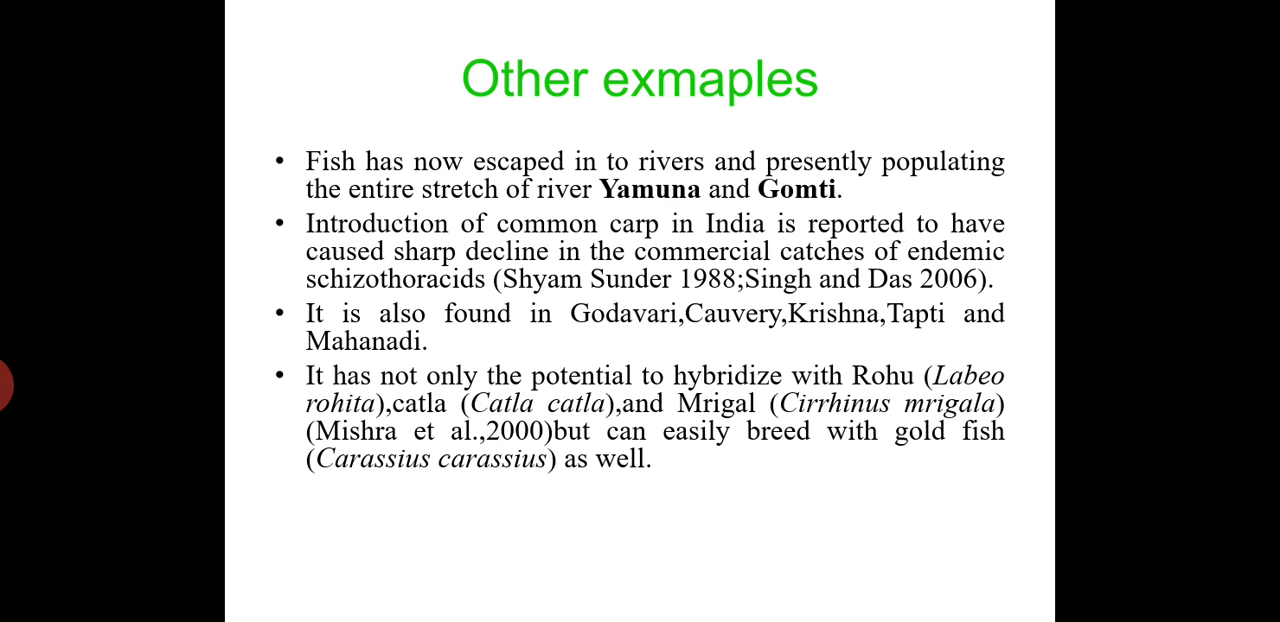 Other exmaples
• Fish has now escaped in to rivers and presently populating
the entire stretch of river Yamuna and Gomti.
• Introduction of common carp in India is reported to have
caused sharp decline in the commercial catches of endemic
schizothoracids (Shyam Sunder 1988;Singh and Das 2006).
• It is also found in Godavari,Cauvery,Krishna,Tapti and
Mahanadi.
• It has not only the potential to hybridize with Rohu (Labeo
rohita),catla (Catla catla),and Mrigal (Cirrhinus mrigala)
(Mishra et al.,2000)but can easily breed with gold fish
(Carassius carassius) as well.